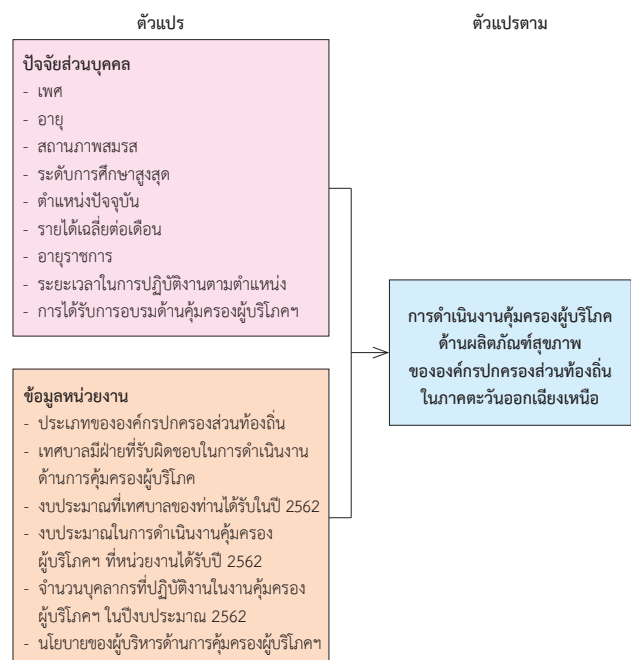 ตัวแปร
ตัวแปรตาม
ปัจจัยส่วนบุคคล
- เพศ
- อายุ
- สถานภาพสมรส
- ระดับการศึกษาสูงสุด
- ตำแหน่งปัจจุบัน
- รายได้เฉลี่ยต่อเดือน
- อายุราชการ
- ระยะเวลาในการปฏิบัติงานตามตำแหน่ง
- การได้รับการอบรมด้านคุ้มครองผู้บริโภคฯ
ข้อมูลหน่วยงาน
- ประเภทขององค์กรปกครองส่วนท้องถิ่น
- เทศบาลมีฝ่ายที่รับผิดชอบในการดำเนินงาน
ด้านการคุ้มครองผู้บริโภค
- งบประมาณที่เทศบาลของท่านได้รับในปี 2562
- งบประมาณในการดำเนินงานคุ้มครอง
ผู้บริโภคฯ ที่หน่วยงานได้รับปี 2562
- จำนวนบุคลากรที่ปฏิบัติงานในงานคุ้มครอง
ผู้บริโภคฯ ในปีงบประมาณ 2562
- นโยบายของผู้บริหารด้านการคุ้มครองผู้บริโภคฯ
การดำเนินงานคุ้มครองผู้บริโภค
ด้านผลิตภัณฑ์สุขภาพ
ขององค์กรปกครองส่วนท้องถิ่น
ในภาคตะวันออกเฉียงเหนือ